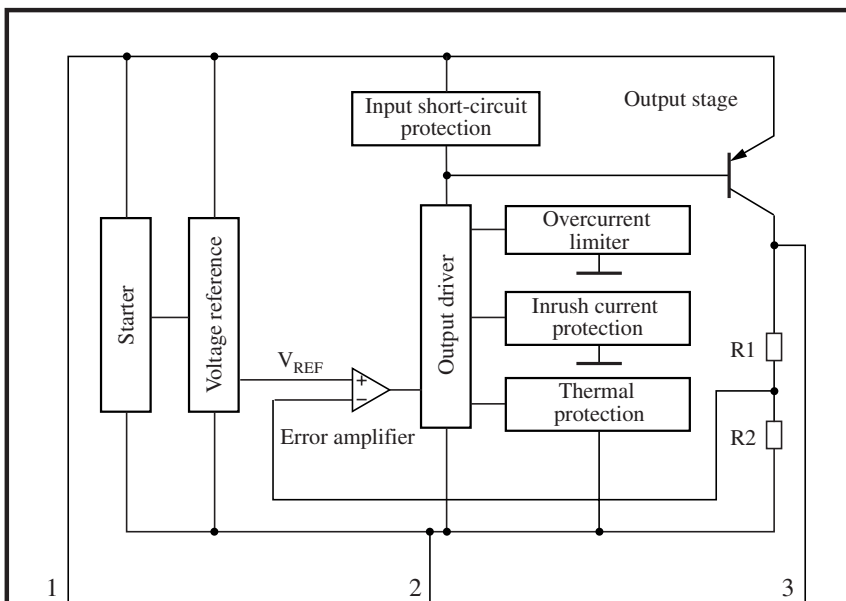 Input short-circuit
protection
Output stage
Overcurrent
limiter
Starter
Voltage reference
Output driver
Inrush current
protection
R1
V_REF
+
−
Thermal
protection
Error amplifier
R2
1
2
3